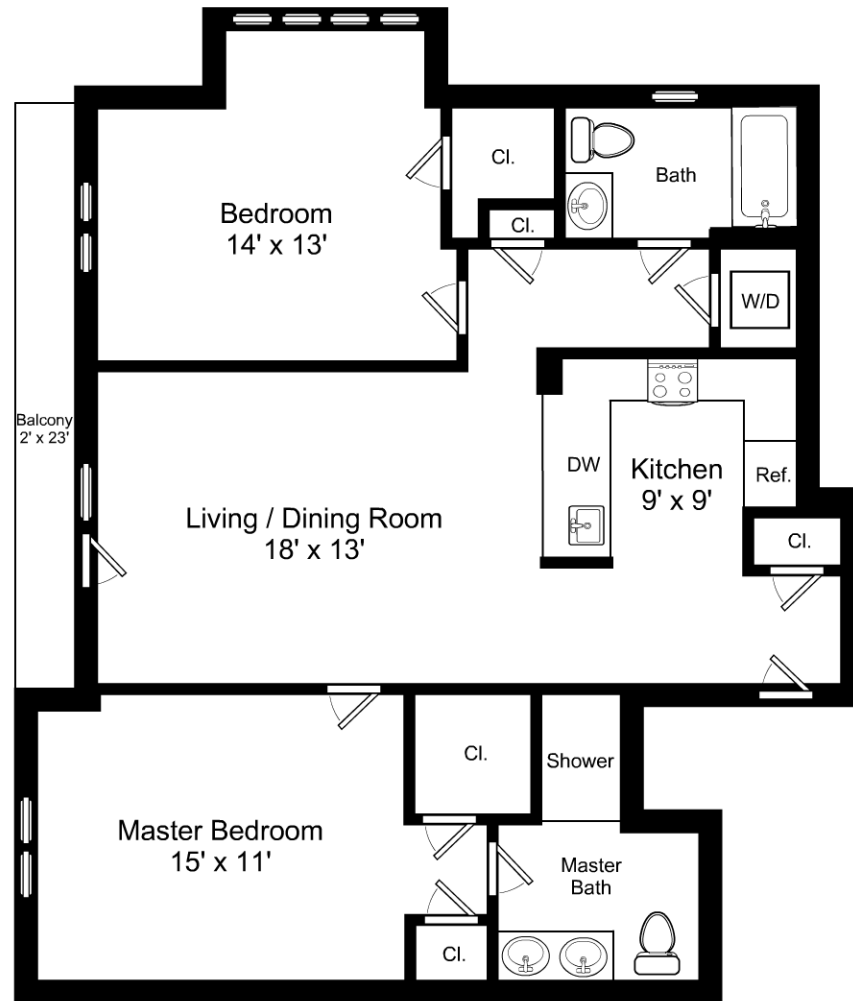 Cl.
Bath
Bedroom
14' x 13'
Cl.
W/D
Balcony
2' x 23'
DW
Kitchen
9' x 9'
Ref.
Living / Dining Room
18' x 13'
Cl.
Cl.
Shower
Master Bedroom
15' x 11'
Master
Bath
Cl.